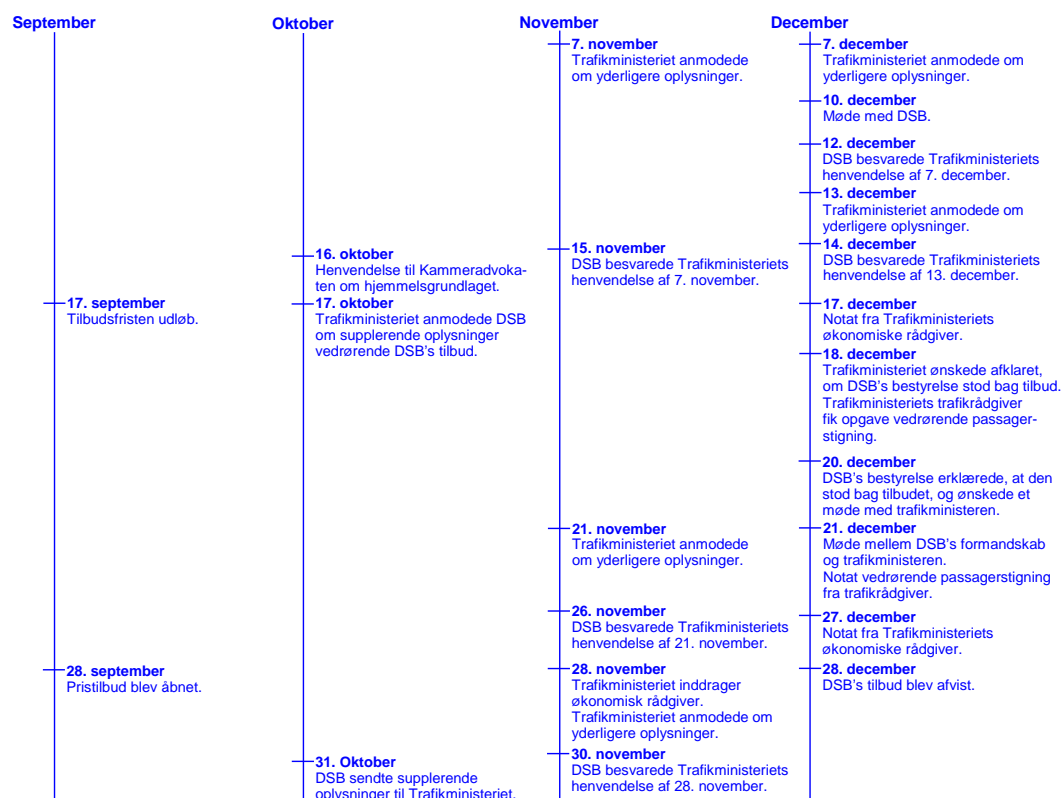 September
17. september
Tilbudsfristen udløb.
28. september
Pristilbud blev åbnet.
Oktober
16. oktober
Henvendelse til Kammeradvoka-
ten om hjemmelsgrundlaget.
17. oktober
Trafikministeriet anmodede DSB
om supplerende oplysninger
vedrørende DSB's tilbud.
31. Oktober
DSB sendte supplerende
oplysninger til Trafikministeriet.
November
7. november
Trafikministeriet anmodede
om yderligere oplysninger.
15. november
DSB besvarede Trafikministeriets
henvendelse af 7. november.
21. november
Trafikministeriet anmodede
om yderligere oplysninger.
26. november
DSB besvarede Trafikministeriets
henvendelse af 21. november.
28. november
Trafikministeriet inddrager
økonomisk rådgiver.
Trafikministeriet anmodede om
yderligere oplysninger.
30. november
DSB besvarede Trafikministeriets
henvendelse af 28. november.
December
7. december
Trafikministeriet anmodede om
yderligere oplysninger.
10. december
Møde med DSB.
12. december
DSB besvarede Trafikministeriets
henvendelse af 7. december.
13. december
Trafikministeriet anmodede om
yderligere oplysninger.
14. december
DSB besvarede Trafikministeriets
henvendelse af 13. december.
17. december
Notat fra Trafikministeriets
økonomiske rådgiver.
18. december
Trafikministeriet ønskede afklaret,
om DSB's bestyrelse stod bag tilbud.
Trafikministeriets trafikrådgiver
fik opgave vedrørende passager-
stigning.
20. december
DSB's bestyrelse erklærede, at den
stod bag tilbudet, og ønskede et
møde med trafikministeren.
21. december
Møde mellem DSB's formandskab
og trafikministeren.
Notat vedrørende passagerstigning
fra trafikrådgiver.
27. december
Notat fra Trafikministeriets
økonomiske rådgiver.
28. december
DSB's tilbud blev afvist.